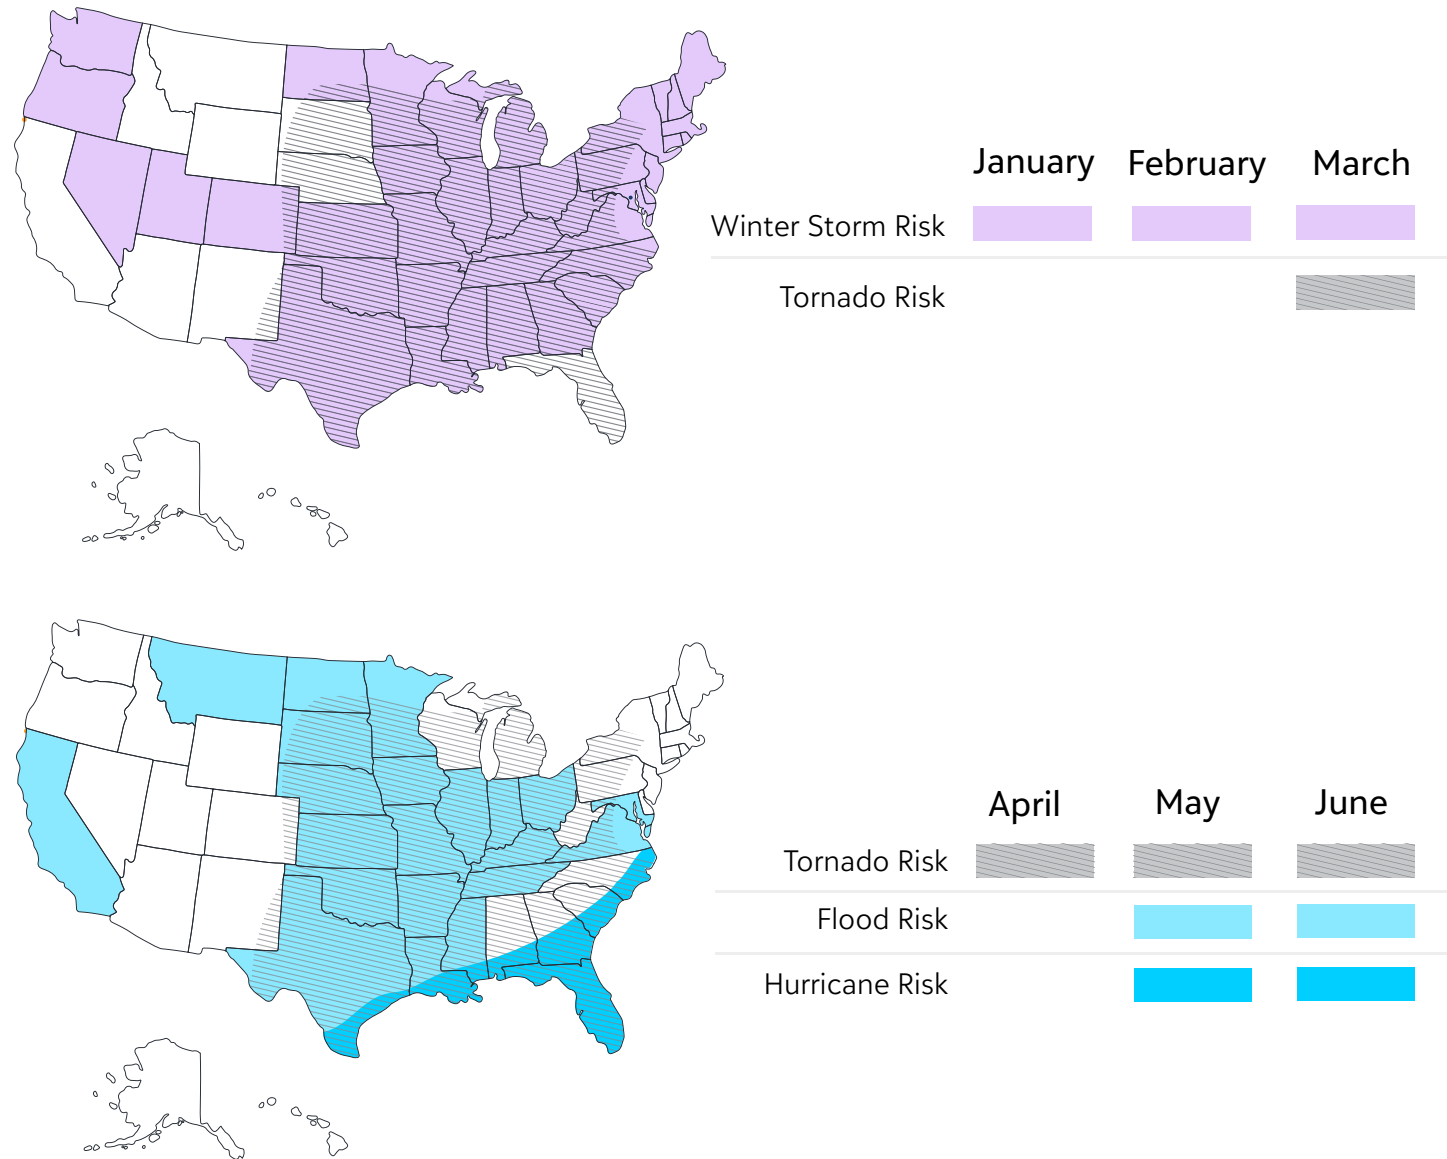 January February March
Winter Storm Risk
Tornado Risk
April May June
Tornado Risk
Flood Risk
Hurricane Risk